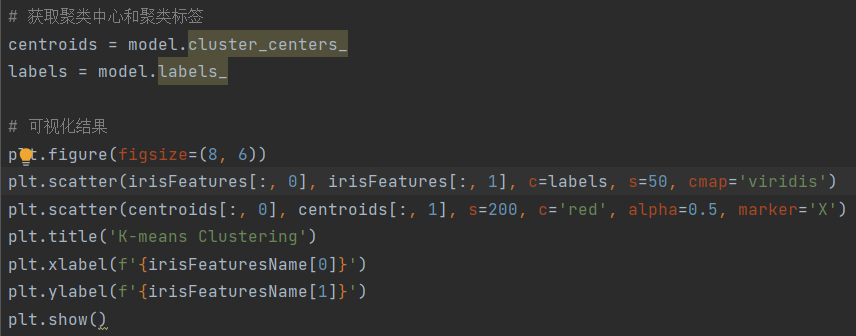 # 获取聚类中心和聚类标签
centroids = model.cluster_centers_
labels = model.labels_
# 可视化结果
plt.figure(figsize=(8, 6))
plt.scatter(irisFeatures[:, 0], irisFeatures[:, 1], c=labels, s=50, cmap='viridis')
plt.scatter(centroids[:, 0], centroids[:, 1], s=200, c='red', alpha=0.5, marker='X')
plt.title('K-means Clustering')
plt.xlabel(f'{irisFeaturesName[0]}')
plt.ylabel(f'{irisFeaturesName[1]}')
plt.show()